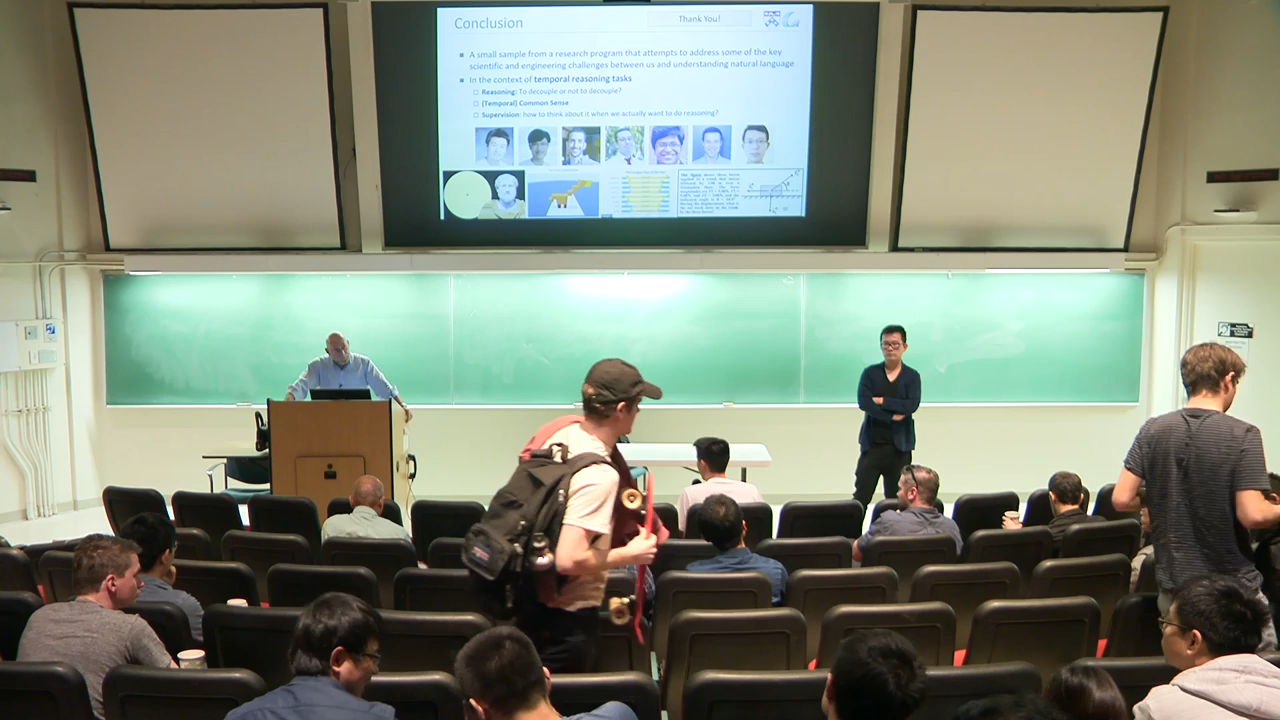 Conclusion
Thank You!
A small sample from a research program that attempts to address some of the key
scientific and engineering challenges between us and understanding natural language
In the context of temporal reasoning tasks
Reasoning: To decouple or not to decouple?
(Temporal) Common Sense
Supervision: how to think about it when we actually want to do reasoning?